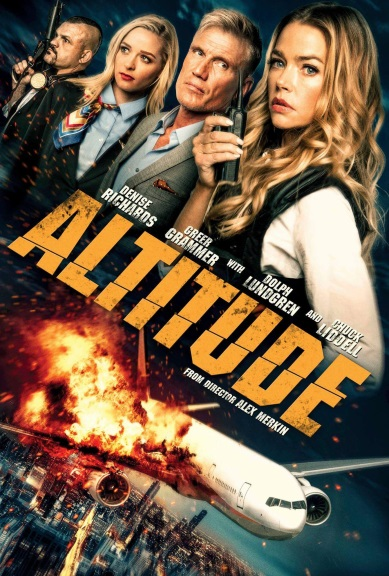 DENISE
RICHARDS
GREER
GRAMMER
WITH
DOLPH
LUNDGREN
AND
CHUCK
LIDDELL
ALTITUDE
FROM DIRECTOR ALEX MERKIN